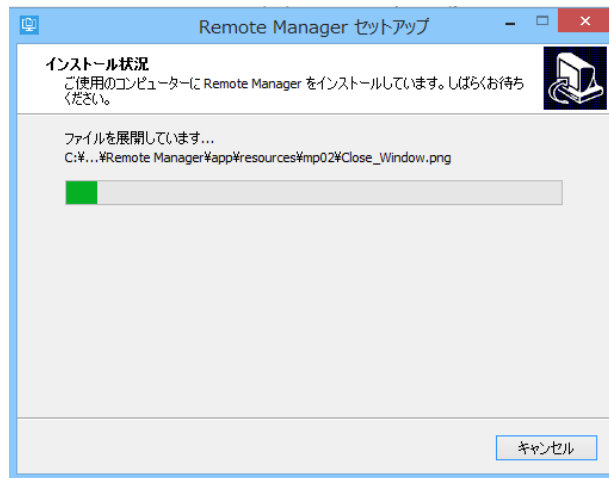 Remote Manager セットアップ
インストール状況
ご使用のコンピューターに Remote Manager をインストールしています。しばらくお待ち
ください。
ファイルを展開しています...
C:¥...¥Remote Manager¥app¥resources¥mp02¥Close_Window.png
キャンセル